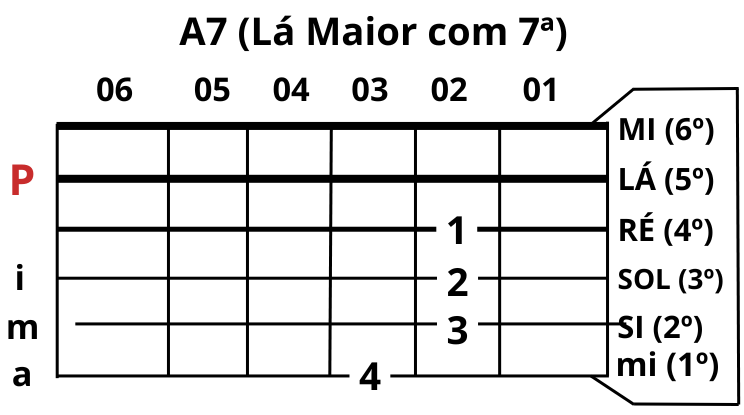 A7 (Lá Maior com 7ª)
06 05 04 03 02 01
MI (6º)
P LÁ (5º)
1 RÉ (4º)
i 2 SOL (3º)
m 3 SI (2º)
mi (1º)
a 4